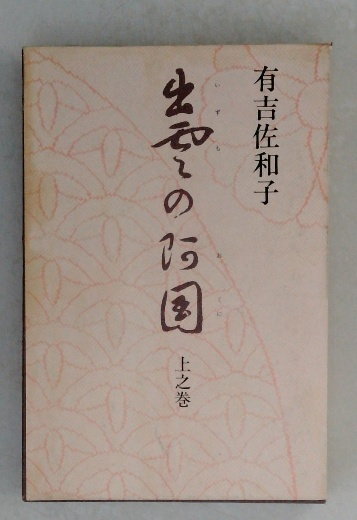 有吉佐和子
出雲の阿国
いずも
おくに
上之巻